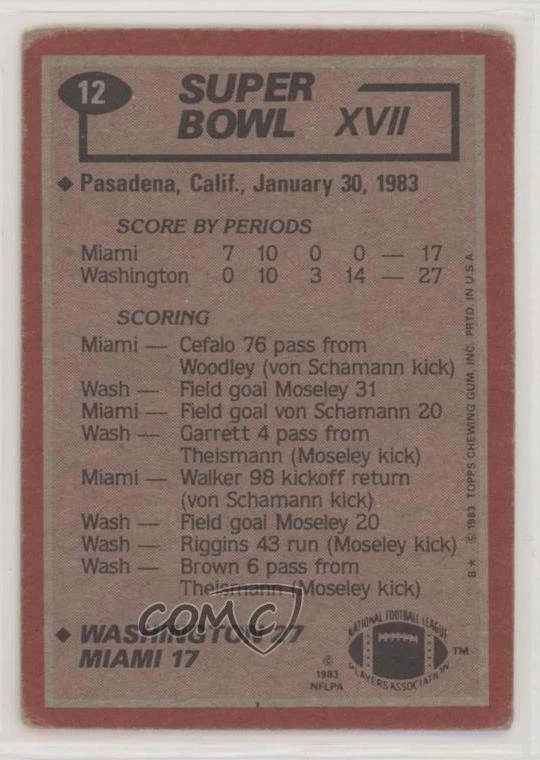 12
SUPER
BOWL XVII
◆ Pasadena, Calif., January 30, 1983
SCORE BY PERIODS
Miami 7 10 0 0 — 17
Washington 0 10 3 14 — 27
SCORING
Miami — Cefalo 76 pass from
Woodley (von Schamann kick)
Wash — Field goal Moseley 31
Miami — Field goal von Schamann 20
Wash — Garrett 4 pass from
Theismann (Moseley kick)
Miami — Walker 98 kickoff return
(von Schamann kick)
Wash — Field goal Moseley 20
Wash — Riggins 43 run (Moseley kick)
Wash — Brown 6 pass from
Theismann (Moseley kick)
◆ WASHINGTON 27
MIAMI 17
COMC
© 1983 NFLPA
NATIONAL FOOTBALL LEAGUE
PLAYERS ASSOCIATION
™
B* © 1983 TOPPS CHEWING GUM, INC. PRTD. IN U.S.A.